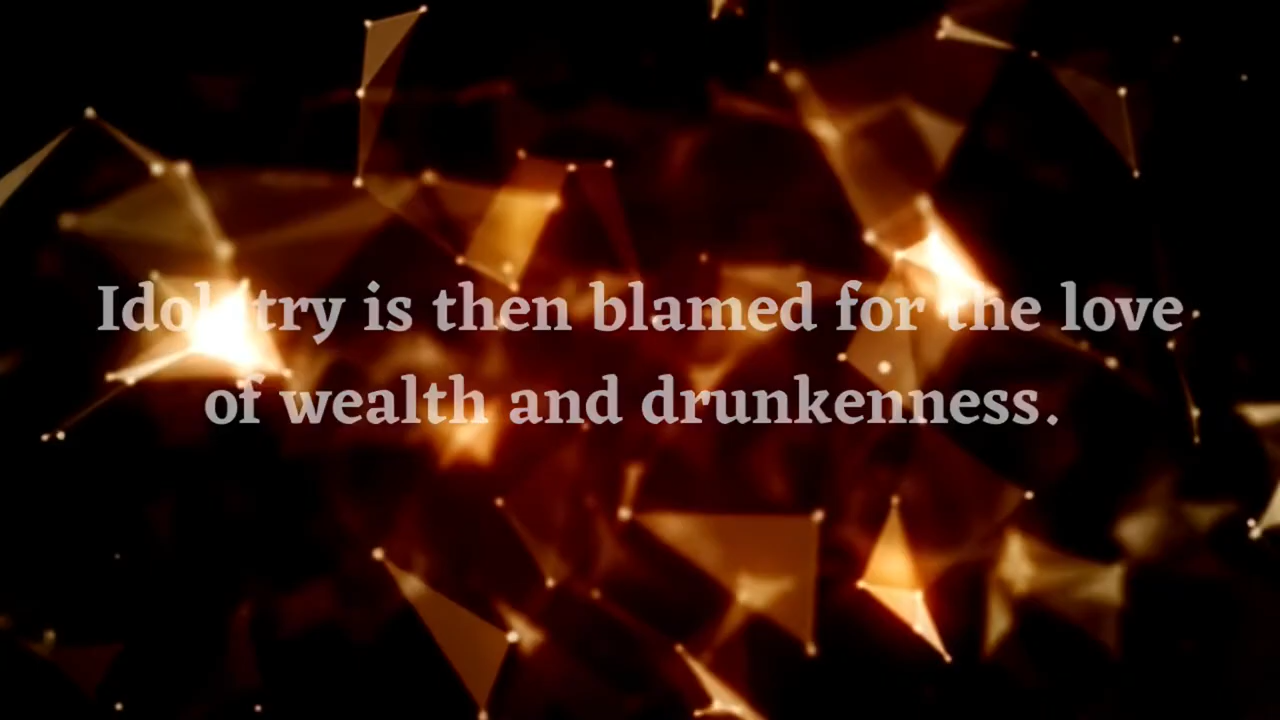 Idolatry is then blamed for the love
of wealth and drunkenness.